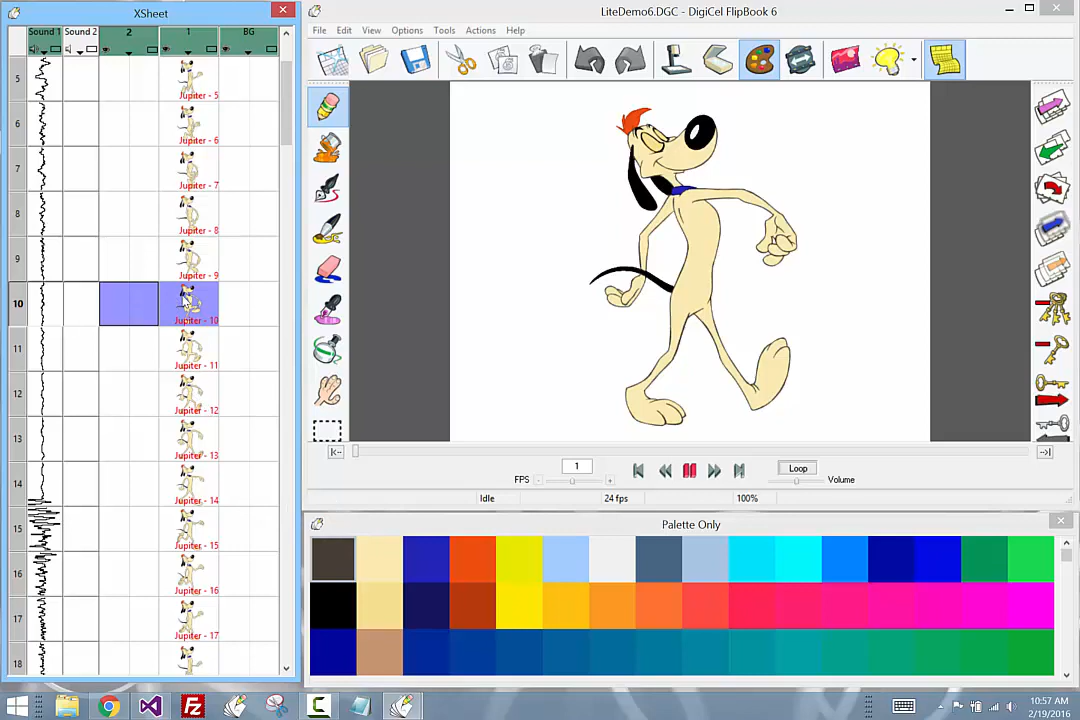 XSheet
Sound 1
Sound 2
2
1
BG
5
Jupiter - 5
6
Jupiter - 6
7
Jupiter - 7
8
Jupiter - 8
9
Jupiter - 9
10
Jupiter - 10
11
Jupiter - 11
12
Jupiter - 12
13
Jupiter - 13
14
Jupiter - 14
15
Jupiter - 15
16
Jupiter - 16
17
Jupiter - 17
18
LiteDemo6.DGC - DigiCel FlipBook 6
File Edit View Options Tools Actions Help
1
FPS
Loop
Volume
Idle
24 fps
100%
Palette Only
10:57 AM
2/19/2016